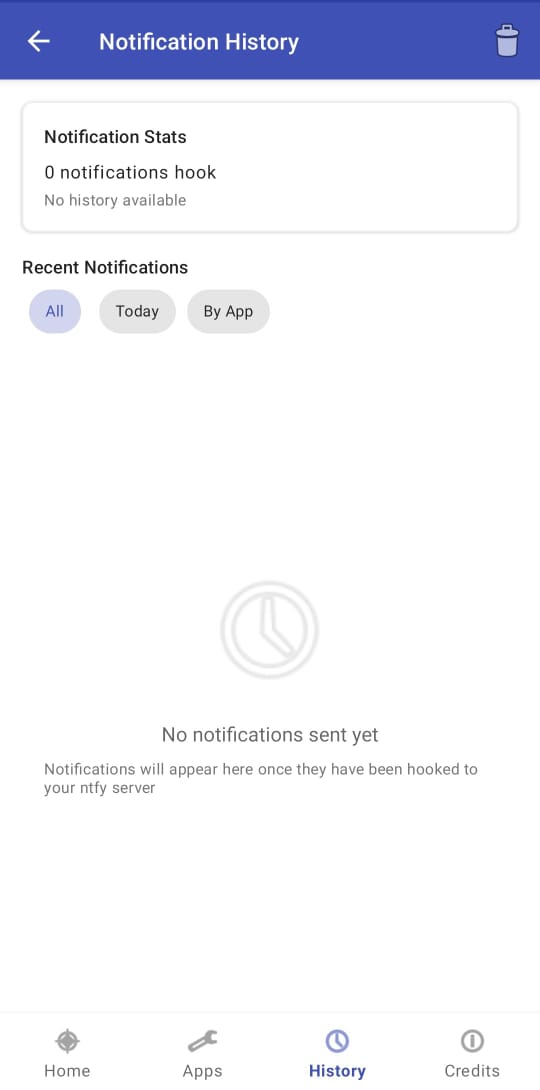 Notification History
Notification Stats
0 notifications hook
No history available
Recent Notifications
All
Today
By App
No notifications sent yet
Notifications will appear here once they have been hooked to
your ntfy server
Home
Apps
History
Credits